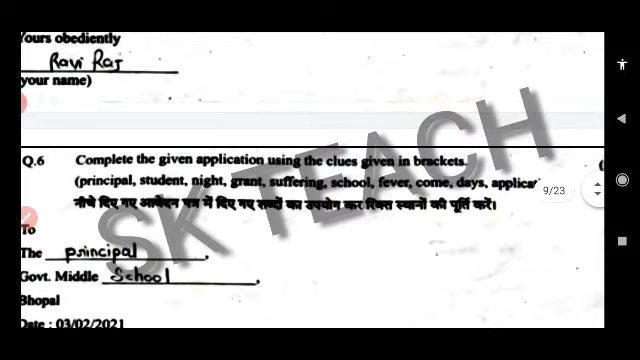 Yours obediently
Ravi Raj
your name)
SK TEACH
Q.6 Complete the given application using the clues given in brackets.
(principal, student, night, grant, suffering, school, fever, come, days, applicat
9/23
नीचे दिए गए आवेदन पत्र में दिए गए शब्दों का उपयोग कर रिक्त स्थानों की पूर्ति करें।
To
The principal,
Govt. Middle School,
Bhopal
Date : 03/02/2021